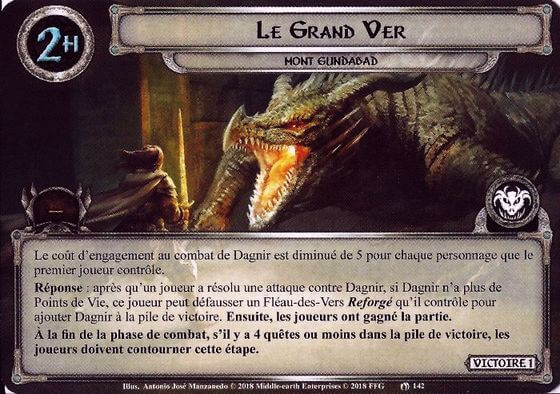 LE GRAND VER
2H
MONT GUNDABAD
Le coût d'engagement au combat de Dagnir est diminué de 5 pour chaque personnage que le
premier joueur contrôle.
Réponse : après qu'un joueur a résolu une attaque contre Dagnir, si Dagnir n'a plus de
Points de Vie, ce joueur peut défausser un Fléau-des-Vers Reforgé qu'il contrôle pour
ajouter Dagnir à la pile de victoire. Ensuite, les joueurs ont gagné la partie.
À la fin de la phase de combat, s'il y a 4 quêtes ou moins dans la pile de victoire, les
joueurs doivent contourner cette étape.
VICTOIRE 1
Illus. Antonio José Manzanedo © 2018 Middle-earth Enterprises © 2018 FFG 142